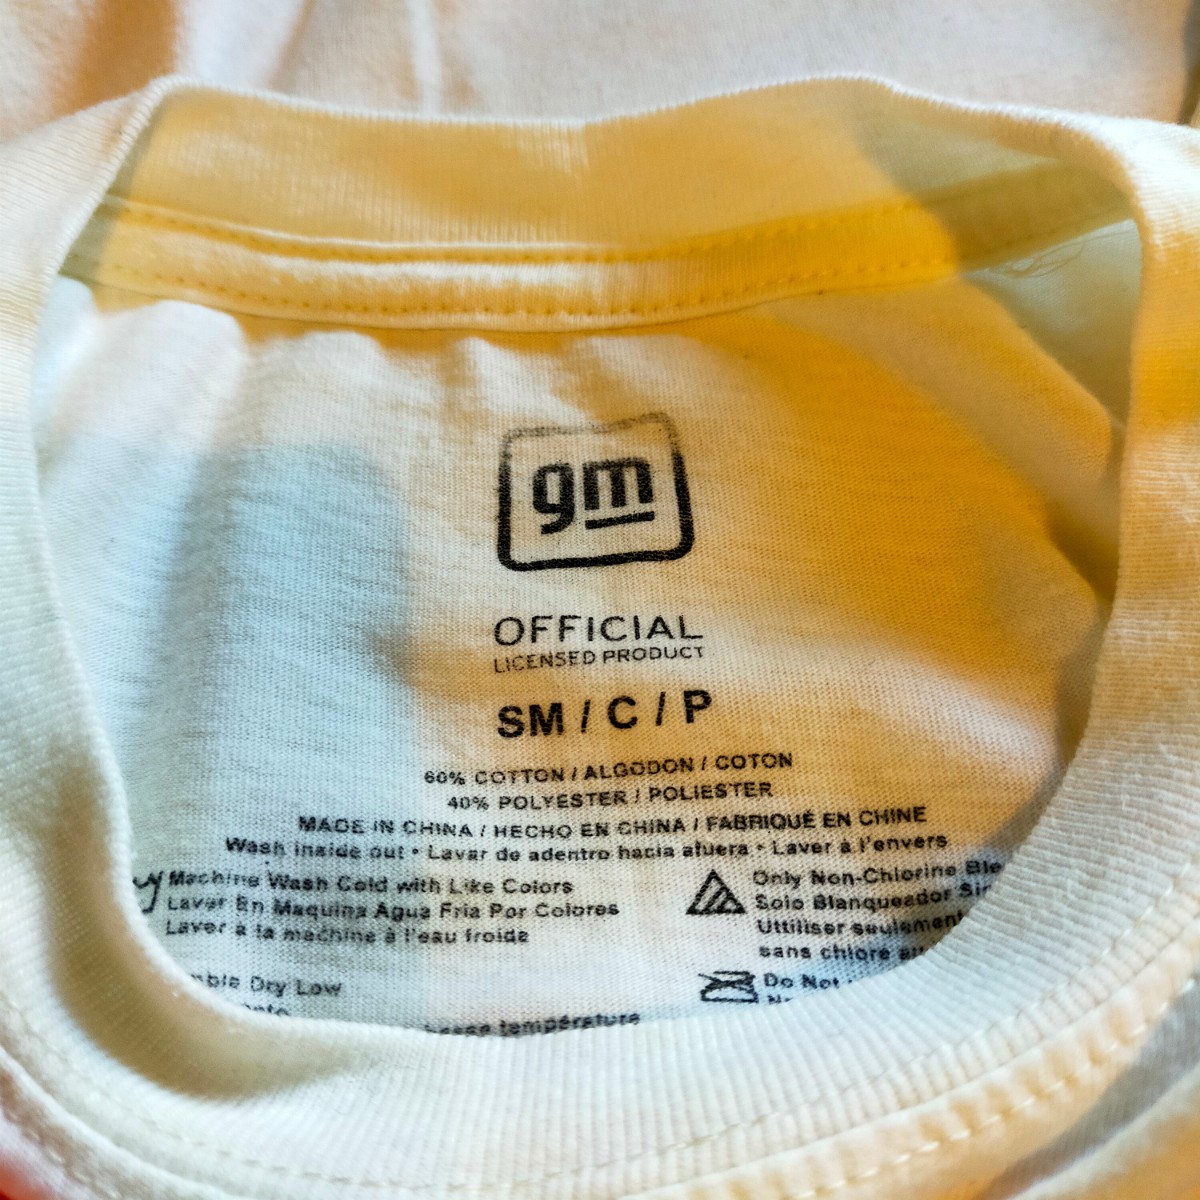 gm
OFFICIAL
LICENSED PRODUCT
SM / C / P
60% COTTON / ALGODON / COTON
40% POLYESTER / POLIESTER
MADE IN CHINA / HECHO EN CHINA / FABRIQUÉ EN CHINE
Wash inside out • Lavar de adentro hacia afuera • Laver à l'envers
Machine Wash Cold with Like Colors
Lavar En Maquina Agua Fria Por Colores
Laver a la machine à l'eau froide
Only Non-Chlorine
Solo Blanqueador
Uttiliser
sans chlore
Dry Low
température
Do Not